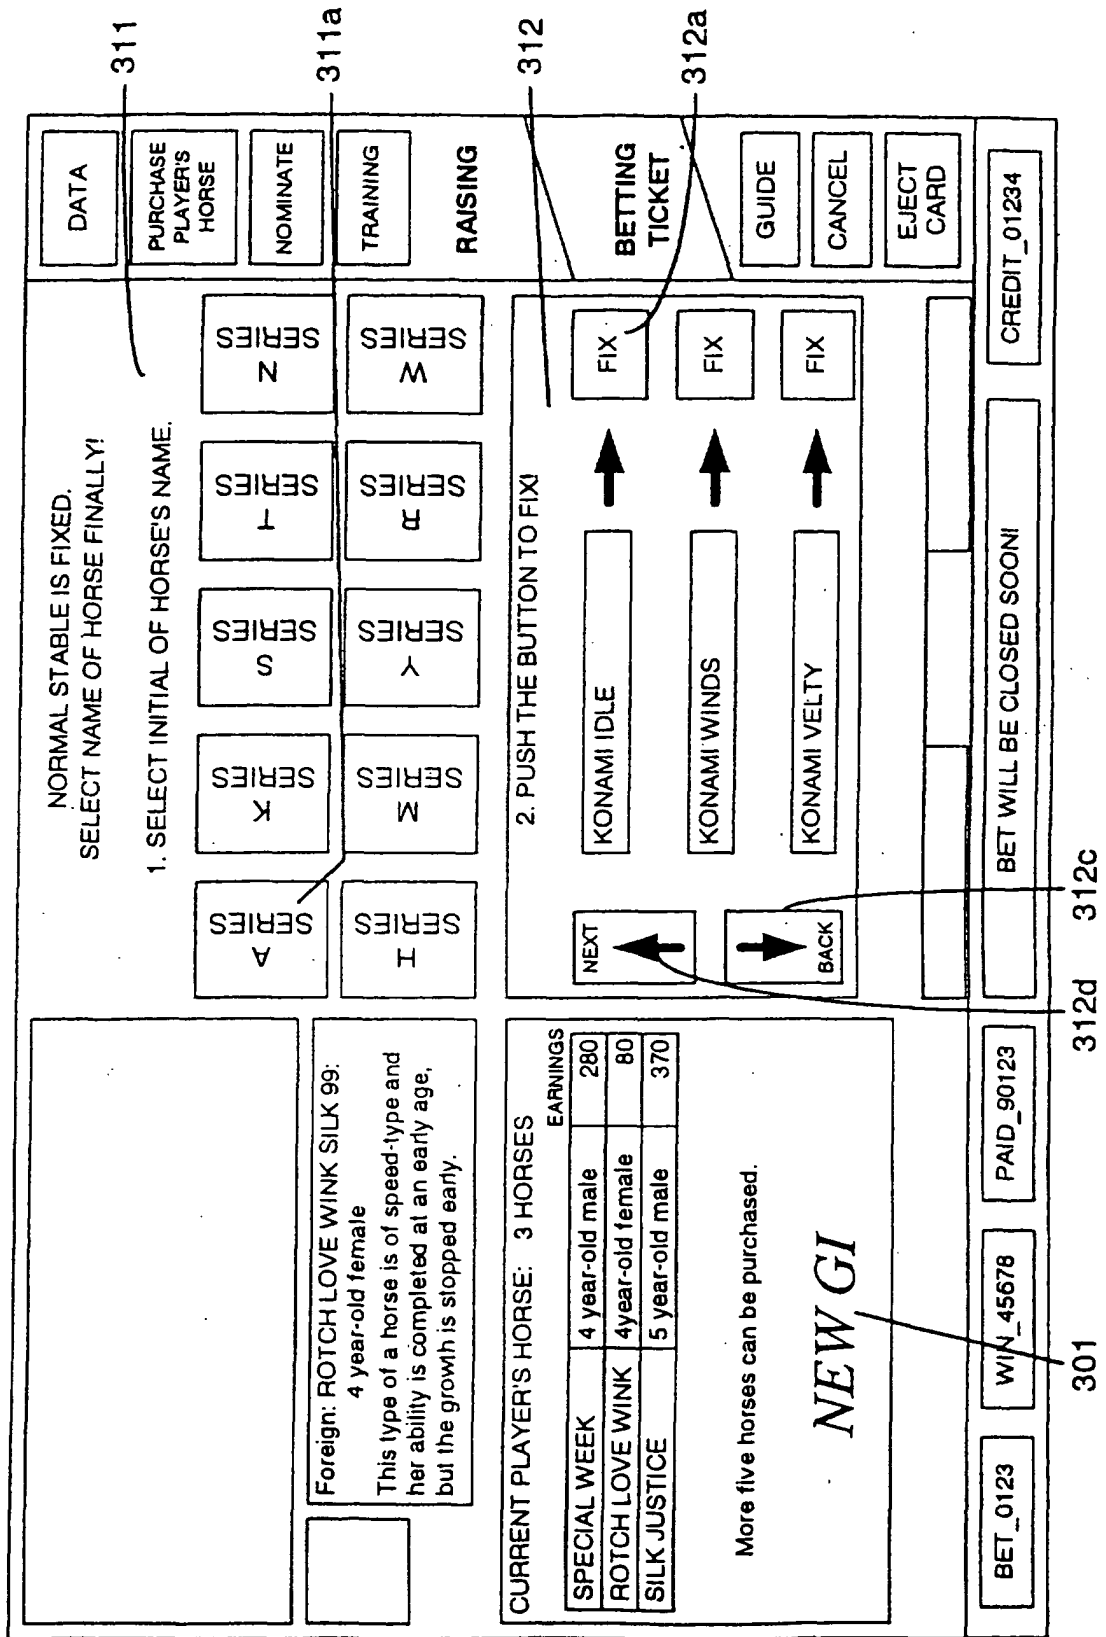 NORMAL STABLE IS FIXED.
SELECT NAME OF HORSE FINALLY!
1. SELECT INITIAL OF HORSE'S NAME.
A SERIES
K SERIES
S SERIES
T SERIES
N SERIES
I SERIES
M SERIES
Y SERIES
R SERIES
W SERIES
311
311a
DATA
PURCHASE
PLAYER'S
HORSE
NOMINATE
TRAINING
RAISING
BETTING
TICKET
GUIDE
CANCEL
EJECT
CARD
312
312a
Foreign: ROTCH LOVE WINK SILK 99:
4 year-old female
This type of a horse is of speed-type and
her ability is completed at an early age,
but the growth is stopped early.
CURRENT PLAYER'S HORSE: 3 HORSES
EARNINGS
SPECIAL WEEK 4 year-old male 280
ROTCH LOVE WINK 4year-old female 80
SILK JUSTICE 5 year-old male 370
More five horses can be purchased.
NEW GI
2. PUSH THE BUTTON TO FIX!
NEXT
BACK
KONAMI IDLE FIX
KONAMI WINDS FIX
KONAMI VELTY FIX
BET_0123
WIN_45678
PAID_90123
BET WILL BE CLOSED SOON!
CREDIT_01234
301
312d
312c